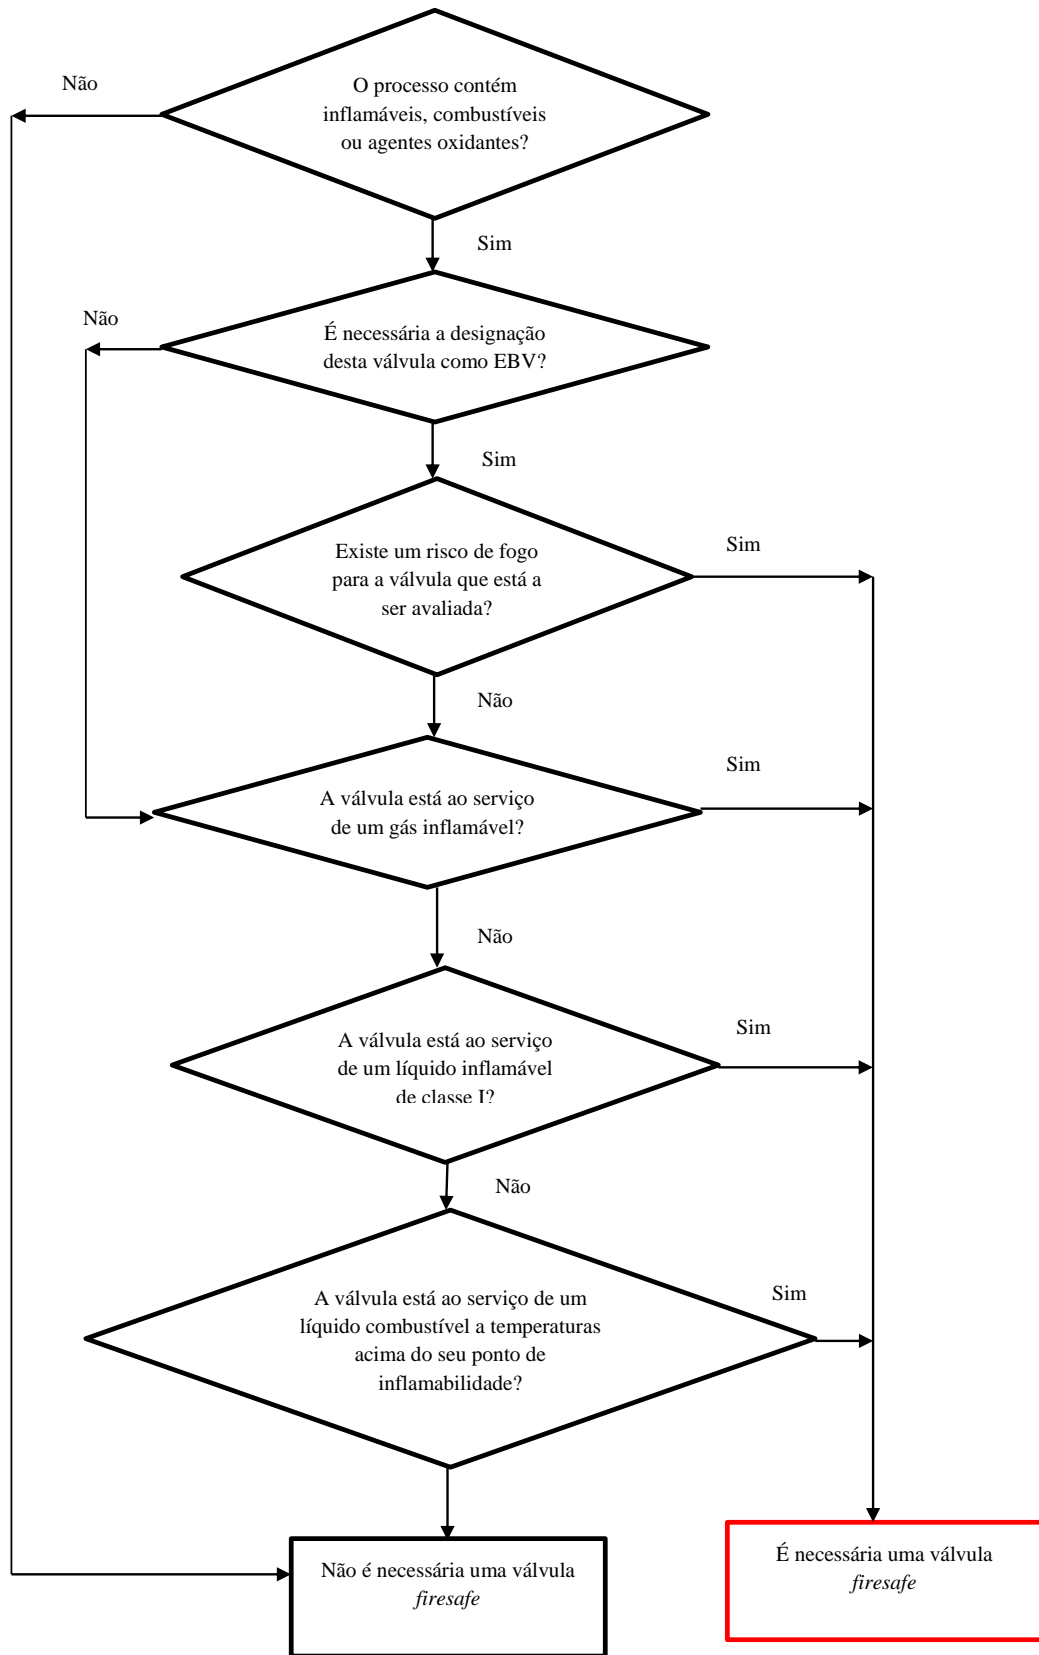 O processo contém
inflamáveis, combustíveis
ou agentes oxidantes?
Não
Sim
É necessária a designação
desta válvula como EBV?
Não
Sim
Existe um risco de fogo
para a válvula que está a
ser avaliada?
Sim
Não
A válvula está ao serviço
de um gás inflamável?
Sim
Não
A válvula está ao serviço
de um líquido inflamável
de classe I?
Sim
Não
A válvula está ao serviço de um
líquido combustível a temperaturas
acima do seu ponto de
inflamabilidade?
Sim
Não é necessária uma válvula
firesafe
É necessária uma válvula
firesafe